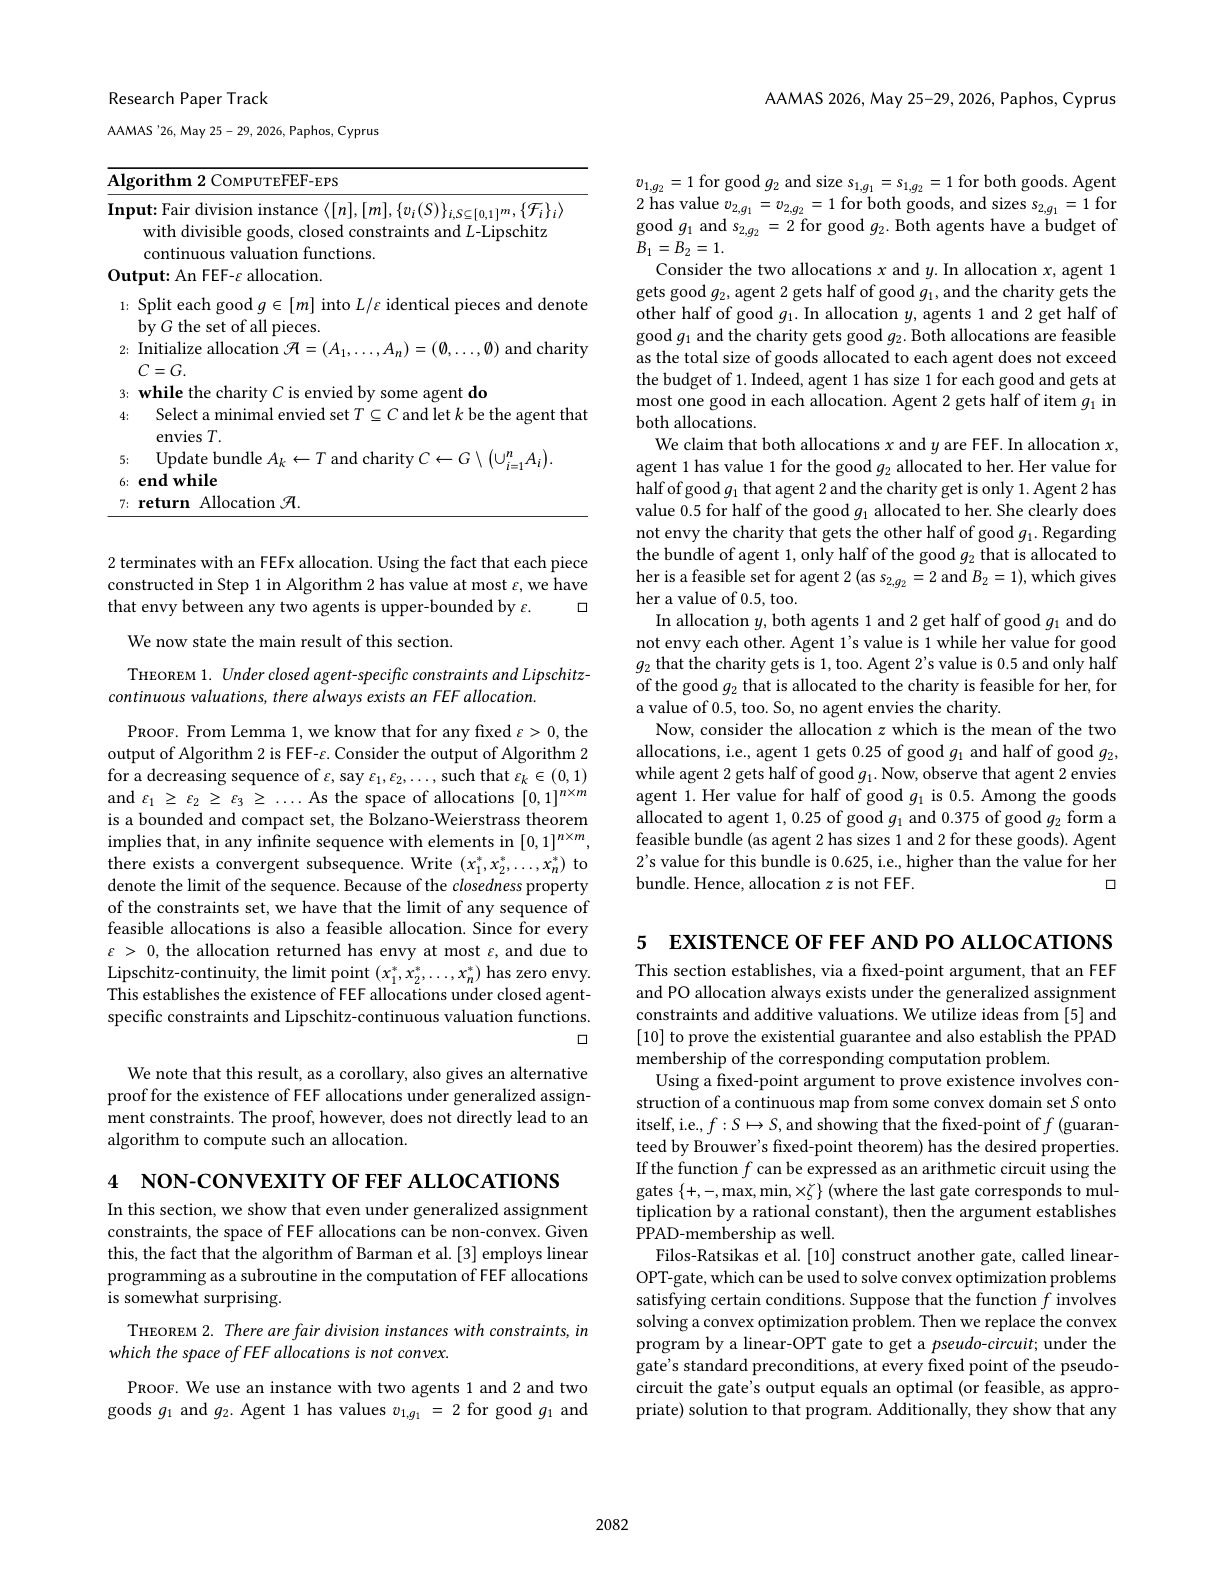 Research Paper Track
AAMAS 2026, May 25–29, 2026, Paphos, Cyprus
AAMAS ’26, May 25 – 29, 2026, Paphos, Cyprus
Algorithm 2 ComputeFEF-eps
Input: Fair division instance ⟨[n], [m], {v_i(S)}_{i,S⊆[0,1]^m}, {ℱ_i}_i⟩
with divisible goods, closed constraints and L-Lipschitz
continuous valuation functions.
Output: An FEF-ε allocation.
1: Split each good g ∈ [m] into L/ε identical pieces and denote
by G the set of all pieces.
2: Initialize allocation 𝒜 = (A_1, . . . , A_n) = (∅, . . . , ∅) and charity
C = G.
3: while the charity C is envied by some agent do
4: Select a minimal envied set T ⊆ C and let k be the agent that
envies T.
5: Update bundle A_k ← T and charity C ← G \ (∪_{i=1}^n A_i).
6: end while
7: return Allocation 𝒜.
2 terminates with an FEFx allocation. Using the fact that each piece
constructed in Step 1 in Algorithm 2 has value at most ε, we have
that envy between any two agents is upper-bounded by ε. □
We now state the main result of this section.
Theorem 1. Under closed agent-specific constraints and Lipschitz-
continuous valuations, there always exists an FEF allocation.
Proof. From Lemma 1, we know that for any fixed ε > 0, the
output of Algorithm 2 is FEF-ε. Consider the output of Algorithm 2
for a decreasing sequence of ε, say ε_1, ε_2, . . . , such that ε_k ∈ (0, 1)
and ε_1 ≥ ε_2 ≥ ε_3 ≥ . . . . As the space of allocations [0, 1]^{n×m}
is a bounded and compact set, the Bolzano-Weierstrass theorem
implies that, in any infinite sequence with elements in [0, 1]^{n×m},
there exists a convergent subsequence. Write (x_1^*, x_2^*, . . . , x_n^*) to
denote the limit of the sequence. Because of the closedness property
of the constraints set, we have that the limit of any sequence of
feasible allocations is also a feasible allocation. Since for every
ε > 0, the allocation returned has envy at most ε, and due to
Lipschitz-continuity, the limit point (x_1^*, x_2^*, . . . , x_n^*) has zero envy.
This establishes the existence of FEF allocations under closed agent-
specific constraints and Lipschitz-continuous valuation functions.
□
We note that this result, as a corollary, also gives an alternative
proof for the existence of FEF allocations under generalized assign-
ment constraints. The proof, however, does not directly lead to an
algorithm to compute such an allocation.
4 NON-CONVEXITY OF FEF ALLOCATIONS
In this section, we show that even under generalized assignment
constraints, the space of FEF allocations can be non-convex. Given
this, the fact that the algorithm of Barman et al. [3] employs linear
programming as a subroutine in the computation of FEF allocations
is somewhat surprising.
Theorem 2. There are fair division instances with constraints, in
which the space of FEF allocations is not convex.
Proof. We use an instance with two agents 1 and 2 and two
goods g_1 and g_2. Agent 1 has values v_{1,g_1} = 2 for good g_1 and
v_{1,g_2} = 1 for good g_2 and size s_{1,g_1} = s_{1,g_2} = 1 for both goods. Agent
2 has value v_{2,g_1} = v_{2,g_2} = 1 for both goods, and sizes s_{2,g_1} = 1 for
good g_1 and s_{2,g_2} = 2 for good g_2. Both agents have a budget of
B_1 = B_2 = 1.
Consider the two allocations x and y. In allocation x, agent 1
gets good g_2, agent 2 gets half of good g_1, and the charity gets the
other half of good g_1. In allocation y, agents 1 and 2 get half of
good g_1 and the charity gets good g_2. Both allocations are feasible
as the total size of goods allocated to each agent does not exceed
the budget of 1. Indeed, agent 1 has size 1 for each good and gets at
most one good in each allocation. Agent 2 gets half of item g_1 in
both allocations.
We claim that both allocations x and y are FEF. In allocation x,
agent 1 has value 1 for the good g_2 allocated to her. Her value for
half of good g_1 that agent 2 and the charity get is only 1. Agent 2 has
value 0.5 for half of the good g_1 allocated to her. She clearly does
not envy the charity that gets the other half of good g_1. Regarding
the bundle of agent 1, only half of the good g_2 that is allocated to
her is a feasible set for agent 2 (as s_{2,g_2} = 2 and B_2 = 1), which gives
her a value of 0.5, too.
In allocation y, both agents 1 and 2 get half of good g_1 and do
not envy each other. Agent 1’s value is 1 while her value for good
g_2 that the charity gets is 1, too. Agent 2’s value is 0.5 and only half
of the good g_2 that is allocated to the charity is feasible for her, for
a value of 0.5, too. So, no agent envies the charity.
Now, consider the allocation z which is the mean of the two
allocations, i.e., agent 1 gets 0.25 of good g_1 and half of good g_2,
while agent 2 gets half of good g_1. Now, observe that agent 2 envies
agent 1. Her value for half of good g_1 is 0.5. Among the goods
allocated to agent 1, 0.25 of good g_1 and 0.375 of good g_2 form a
feasible bundle (as agent 2 has sizes 1 and 2 for these goods). Agent
2’s value for this bundle is 0.625, i.e., higher than the value for her
bundle. Hence, allocation z is not FEF. □
5 EXISTENCE OF FEF AND PO ALLOCATIONS
This section establishes, via a fixed-point argument, that an FEF
and PO allocation always exists under the generalized assignment
constraints and additive valuations. We utilize ideas from [5] and
[10] to prove the existential guarantee and also establish the PPAD
membership of the corresponding computation problem.
Using a fixed-point argument to prove existence involves con-
struction of a continuous map from some convex domain set S onto
itself, i.e., f : S ↦ S, and showing that the fixed-point of f (guaran-
teed by Brouwer’s fixed-point theorem) has the desired properties.
If the function f can be expressed as an arithmetic circuit using the
gates {+, −, max, min, ×ζ} (where the last gate corresponds to mul-
tiplication by a rational constant), then the argument establishes
PPAD-membership as well.
Filos-Ratsikas et al. [10] construct another gate, called linear-
OPT-gate, which can be used to solve convex optimization problems
satisfying certain conditions. Suppose that the function f involves
solving a convex optimization problem. Then we replace the convex
program by a linear-OPT gate to get a pseudo-circuit; under the
gate’s standard preconditions, at every fixed point of the pseudo-
circuit the gate’s output equals an optimal (or feasible, as appro-
priate) solution to that program. Additionally, they show that any
2082